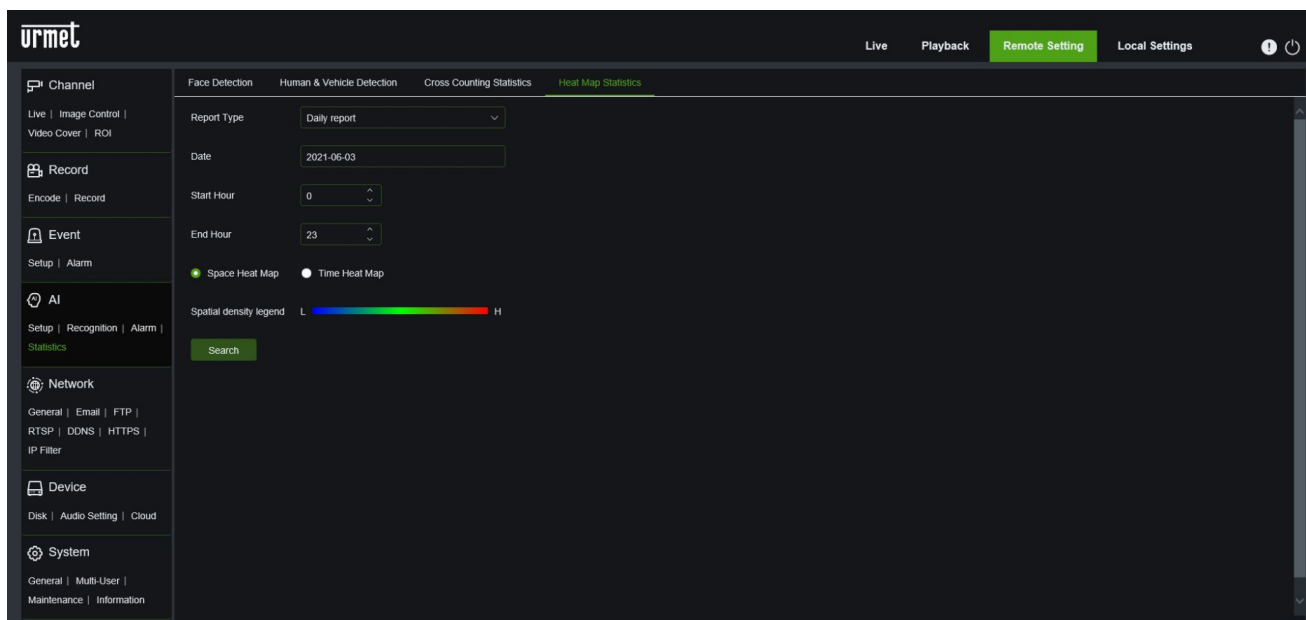 urmet
Live Playback Remote Setting Local Settings
Channel
Live | Image Control |
Video Cover | ROI
Record
Encode | Record
Event
Setup | Alarm
AI
Setup | Recognition | Alarm |
Statistics
Network
General | Email | FTP |
RTSP | DDNS | HTTPS |
IP Filter
Device
Disk | Audio Setting | Cloud
System
General | Multi-User |
Maintenance | Information
Face Detection Human & Vehicle Detection Cross Counting Statistics Heat Map Statistics
Report Type Daily report
Date 2021-06-03
Start Hour 0
End Hour 23
Space Heat Map Time Heat Map
Spatial density legend L H
Search